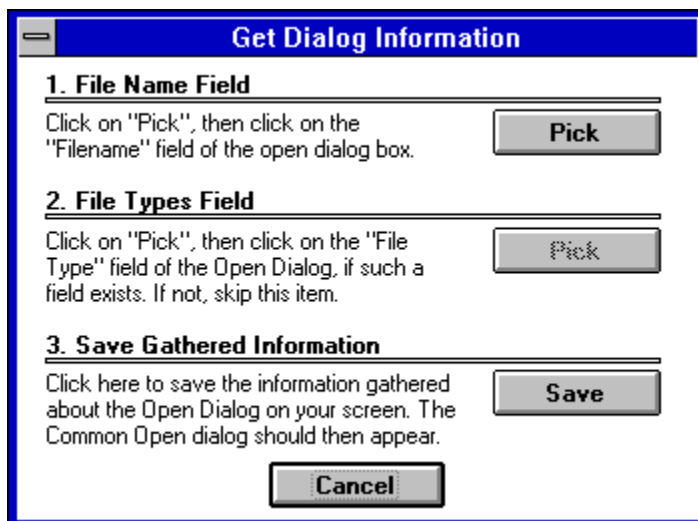 Get Dialog Information
1. File Name Field
Click on "Pick", then click on the
"Filename" field of the open dialog box.
Pick
2. File Types Field
Click on "Pick", then click on the "File
Type" field of the Open Dialog, if such a
field exists. If not, skip this item.
Pick
3. Save Gathered Information
Click here to save the information gathered
about the Open Dialog on your screen. The
Common Open dialog should then appear.
Save
Cancel